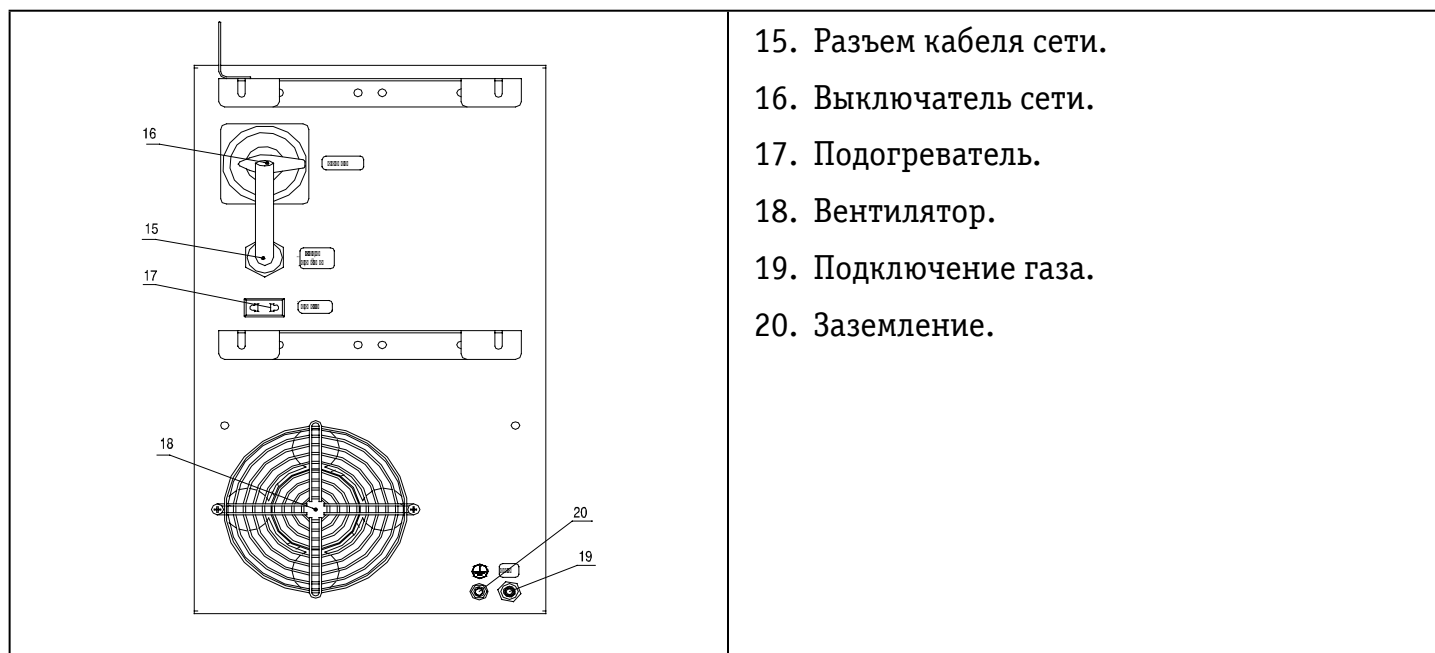 16
15
17
18
20
19
15. Разъем кабеля сети.
16. Выключатель сети.
17. Подогреватель.
18. Вентилятор.
19. Подключение газа.
20. Заземление.